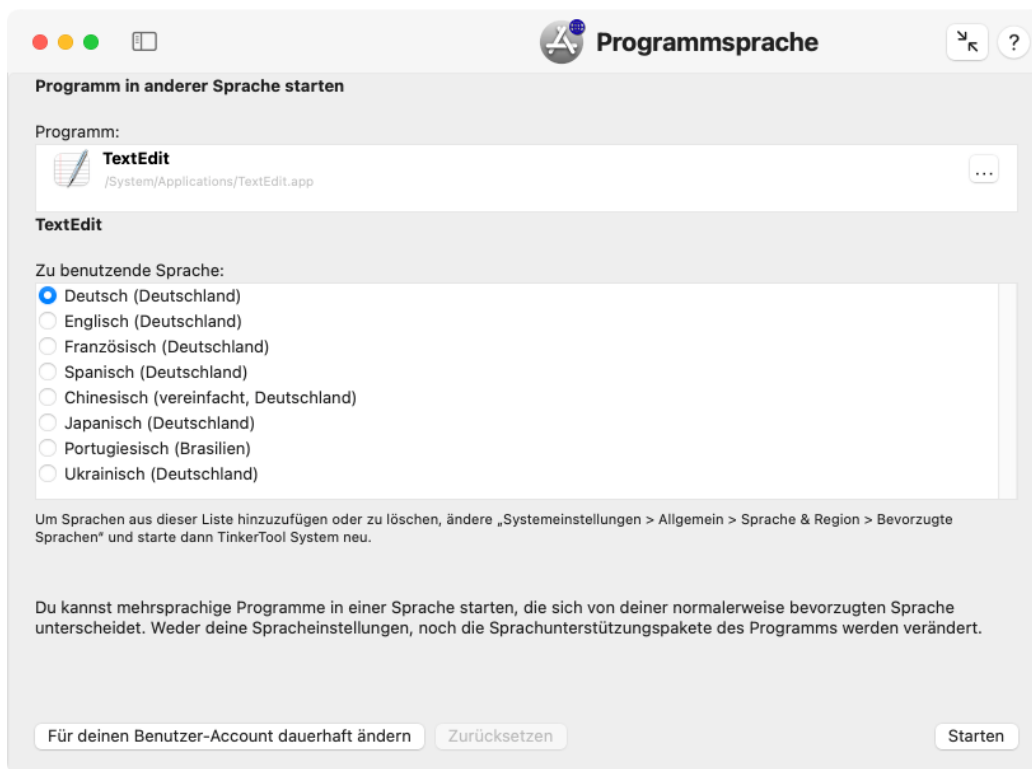 Programmsprache
?
Programm in anderer Sprache starten
Programm:
TextEdit
/System/Applications/TextEdit.app
...
TextEdit
Zu benutzende Sprache:
Deutsch (Deutschland)
Englisch (Deutschland)
Französisch (Deutschland)
Spanisch (Deutschland)
Chinesisch (vereinfacht, Deutschland)
Japanisch (Deutschland)
Portugiesisch (Brasilien)
Ukrainisch (Deutschland)
Um Sprachen aus dieser Liste hinzuzufügen oder zu löschen, ändere „Systemeinstellungen > Allgemein > Sprache & Region > Bevorzugte
Sprachen“ und starte dann TinkerTool System neu.
Du kannst mehrsprachige Programme in einer Sprache starten, die sich von deiner normalerweise bevorzugten Sprache
unterscheidet. Weder deine Spracheinstellungen, noch die Sprachunterstützungspakete des Programms werden verändert.
Für deinen Benutzer-Account dauerhaft ändern Zurücksetzen Starten